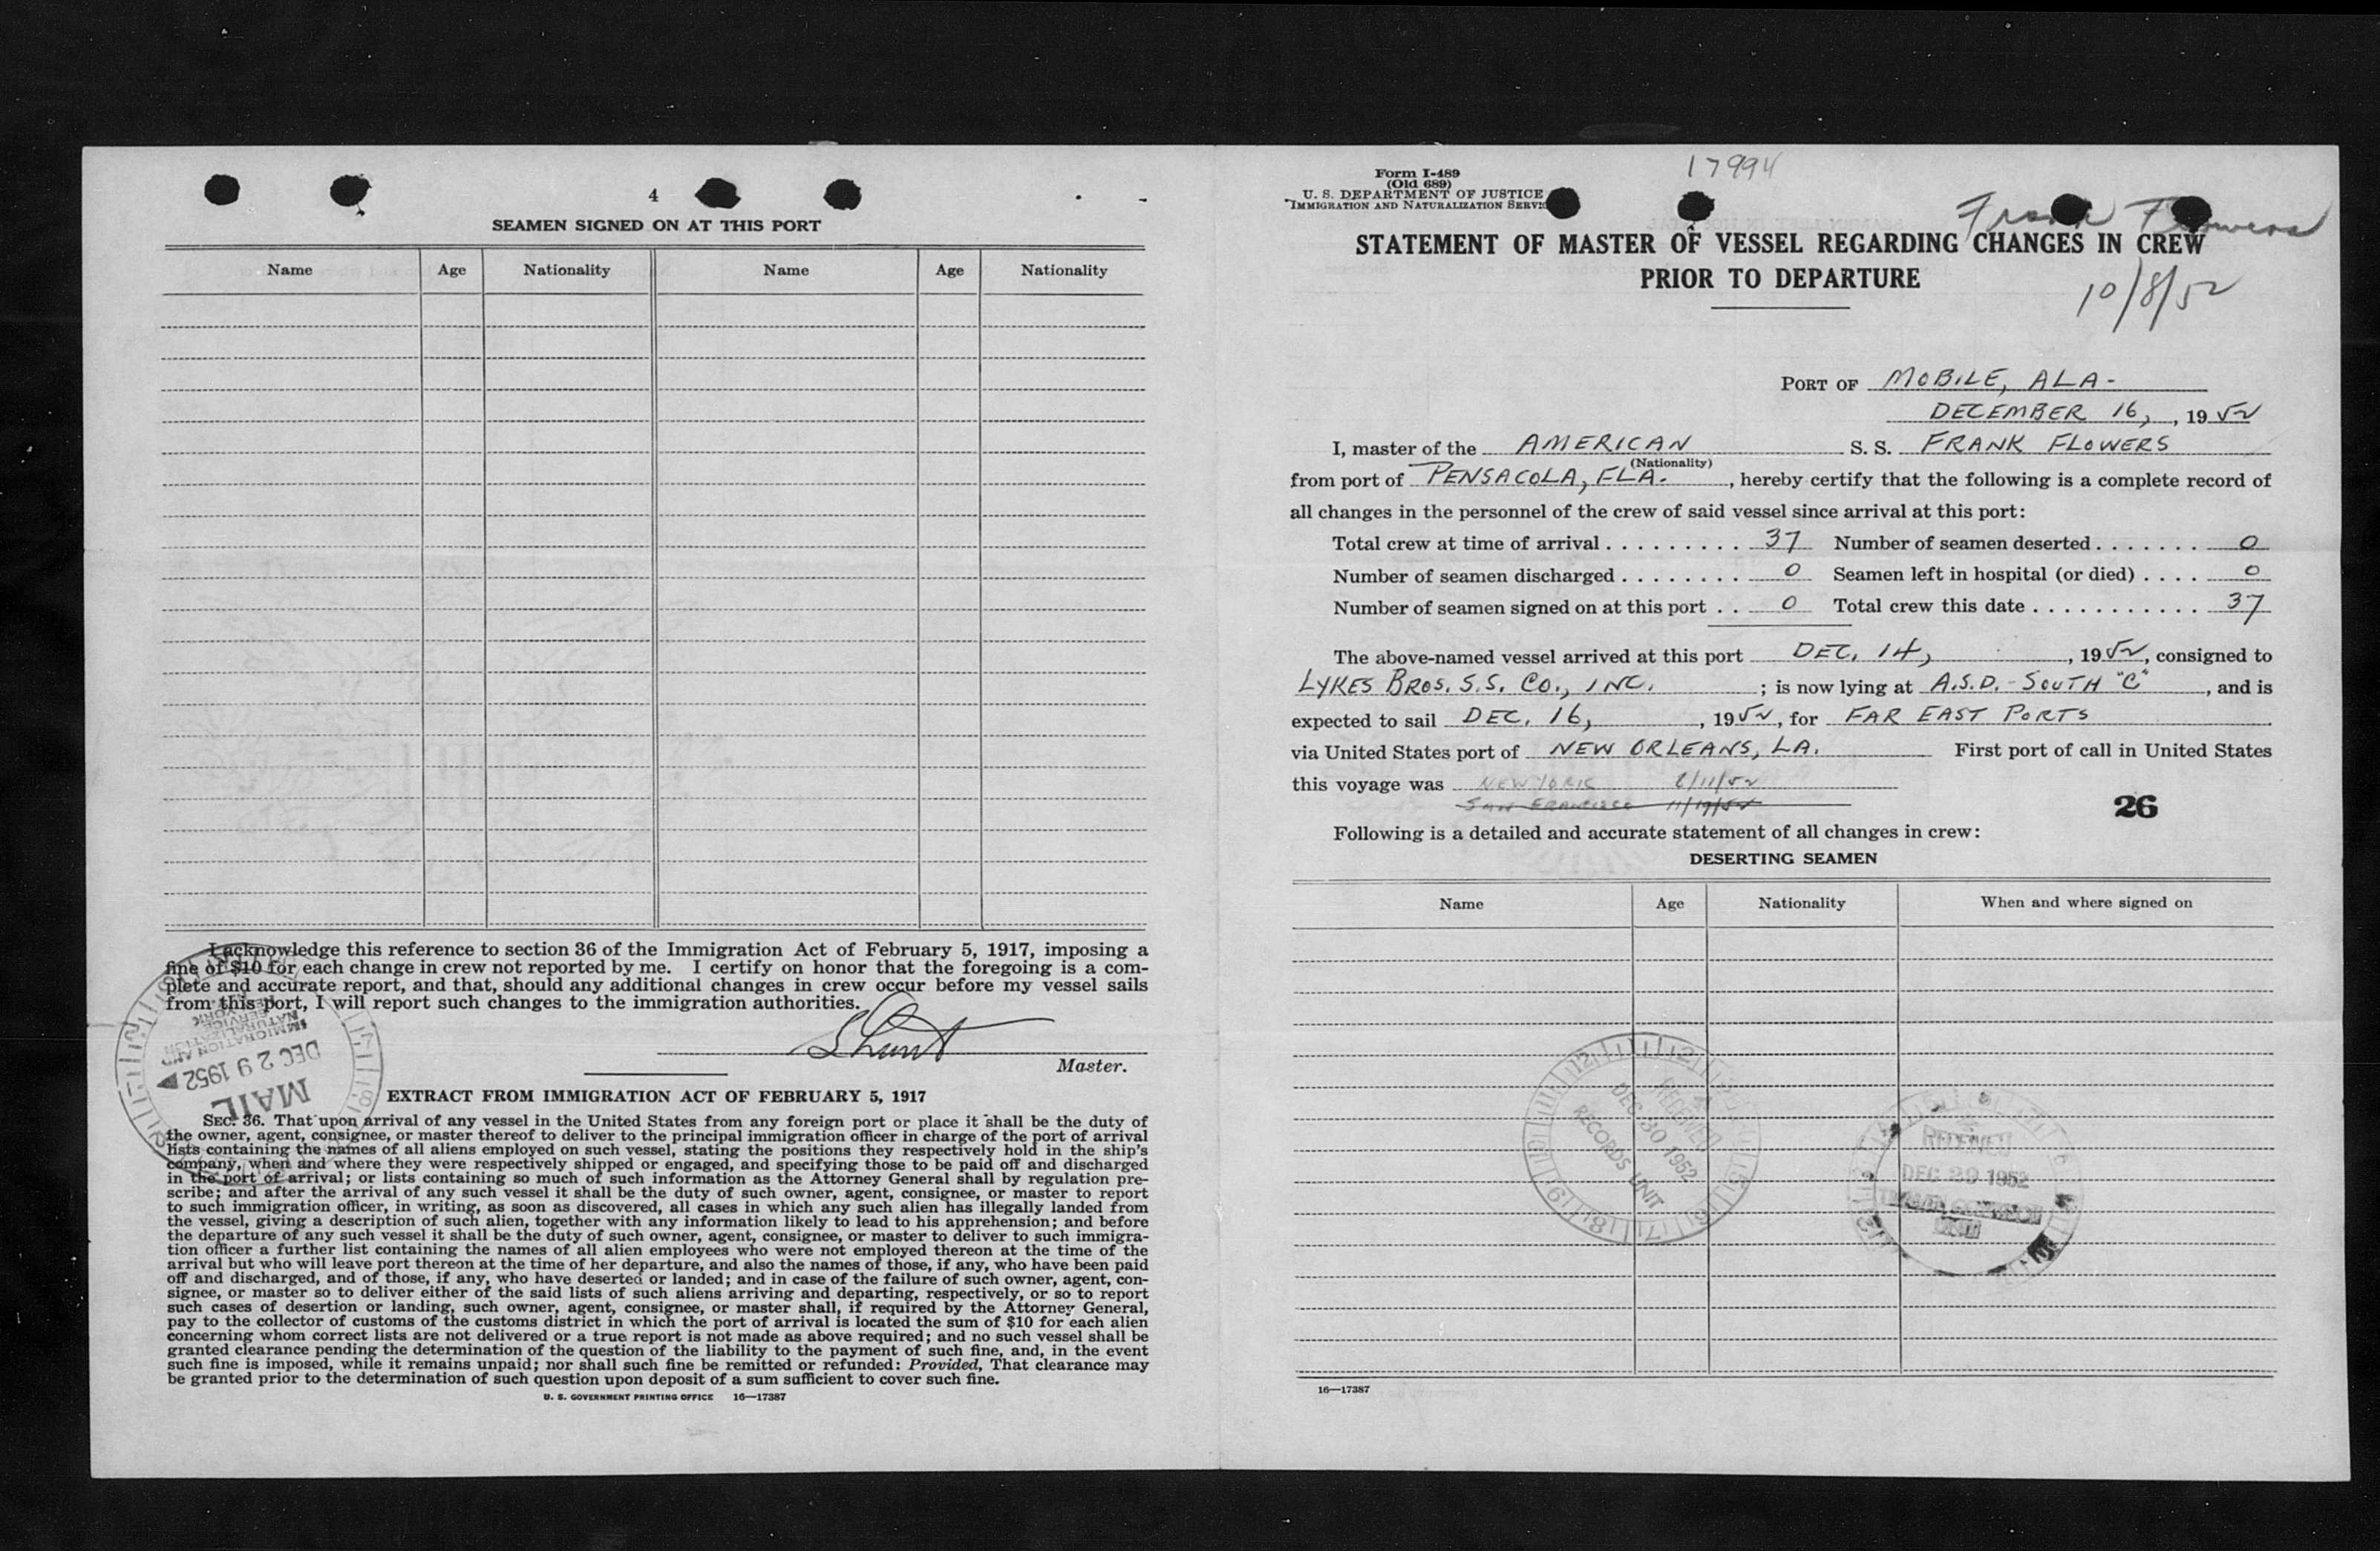 4
SEAMEN SIGNED ON AT THIS PORT
Name Age Nationality Name Age Nationality
I acknowledge this reference to section 36 of the Immigration Act of February 5, 1917, imposing a
fine of $10 for each change in crew not reported by me. I certify on honor that the foregoing is a com-
plete and accurate report, and that, should any additional changes in crew occur before my vessel sails
from this port, I will report such changes to the immigration authorities.
Master.
IMMIGRATION AND
NATURALIZATION
SERVICE
DEC 29 1952
MAIL
EXTRACT FROM IMMIGRATION ACT OF FEBRUARY 5, 1917
SEC. 36. That upon arrival of any vessel in the United States from any foreign port or place it shall be the duty of
the owner, agent, consignee, or master thereof to deliver to the principal immigration officer in charge of the port of arrival
lists containing the names of all aliens employed on such vessel, stating the positions they respectively hold in the ship's
company, when and where they were respectively shipped or engaged, and specifying those to be paid off and discharged
in the port of arrival; or lists containing so much of such information as the Attorney General shall by regulation pre-
scribe; and after the arrival of any such vessel it shall be the duty of such owner, agent, consignee, or master to report
to such immigration officer, in writing, as soon as discovered, all cases in which any such alien has illegally landed from
the vessel, giving a description of such alien, together with any information likely to lead to his apprehension; and before
the departure of any such vessel it shall be the duty of such owner, agent, consignee, or master to deliver to such immigra-
tion officer a further list containing the names of all alien employees who were not employed thereon at the time of the
arrival but who will leave port thereon at the time of her departure, and also the names of those, if any, who have been paid
off and discharged, and of those, if any, who have deserted or landed; and in case of the failure of such owner, agent, con-
signee, or master so to deliver either of the said lists of such aliens arriving and departing, respectively, or so to report
such cases of desertion or landing, such owner, agent, consignee, or master shall, if required by the Attorney General,
pay to the collector of customs of the customs district in which the port of arrival is located the sum of $10 for each alien
concerning whom correct lists are not delivered or a true report is not made as above required; and no such vessel shall be
granted clearance pending the determination of the question of the liability to the payment of such fine, and, in the event
such fine is imposed, while it remains unpaid; nor shall such fine be remitted or refunded: Provided, That clearance may
be granted prior to the determination of such question upon deposit of a sum sufficient to cover such fine.
U. S. GOVERNMENT PRINTING OFFICE 16—17387
Form I-489
(Old 689)
U. S. DEPARTMENT OF JUSTICE
IMMIGRATION AND NATURALIZATION SERVICE
17994
Frank Flowers
STATEMENT OF MASTER OF VESSEL REGARDING CHANGES IN CREW
PRIOR TO DEPARTURE
10/8/52
PORT OF MOBILE, ALA-
DECEMBER 16, , 1952
I, master of the AMERICAN S. S. FRANK FLOWERS
(Nationality)
from port of PENSACOLA, FLA. , hereby certify that the following is a complete record of
all changes in the personnel of the crew of said vessel since arrival at this port:
Total crew at time of arrival . . . . . . . . . 37 Number of seamen deserted . . . . . . . 0
Number of seamen discharged . . . . . . . . 0 Seamen left in hospital (or died) . . . . 0
Number of seamen signed on at this port . . 0 Total crew this date . . . . . . . . . . . 37
The above-named vessel arrived at this port DEC. 14, , 1952, consigned to
LYKES BROS. S.S. CO., INC. ; is now lying at A.S.D. - SOUTH "C" , and is
expected to sail DEC. 16, , 1952, for FAR EAST PORTS
via United States port of NEW ORLEANS, LA. First port of call in United States
this voyage was NEW YORK
SAN FRANCISCO 11/19/52
26
Following is a detailed and accurate statement of all changes in crew:
DESERTING SEAMEN
Name Age Nationality When and where signed on
RECEIVED
DEC 30 1952
RECORDS UNIT
RECEIVED
DEC 29 1952
UNIT
16—17387